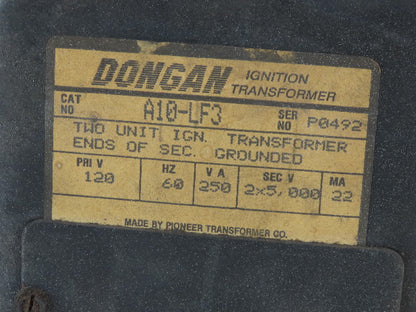 DONGAN IGNITION TRANSFORMER
CAT NO A10-LF3 SER NO P0492
TWO UNIT IGN. TRANSFORMER
ENDS OF SEC. GROUNDED
PRI V HZ V A SEC V MA
120 60 250 2x5,000 22
MADE BY PIONEER TRANSFORMER CO.